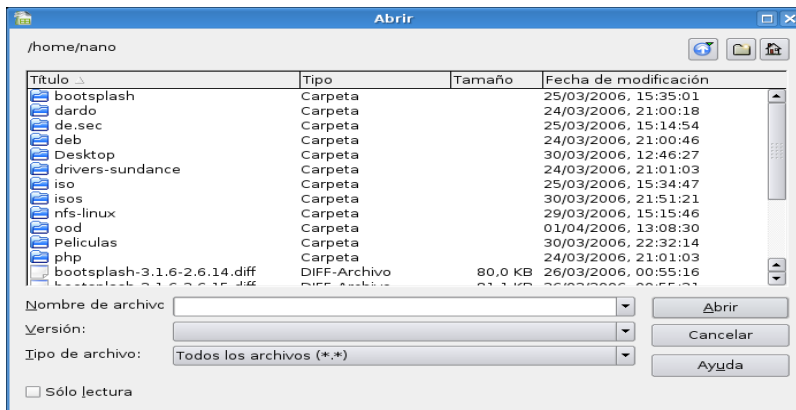 Abrir
/home/nano
Título Tipo Tamaño Fecha de modificación
bootsplash Carpeta 25/03/2006, 15:35:01
dardo Carpeta 24/03/2006, 21:00:18
de.sec Carpeta 25/03/2006, 15:14:54
deb Carpeta 24/03/2006, 21:00:46
Desktop Carpeta 30/03/2006, 12:46:27
drivers-sundance Carpeta 24/03/2006, 21:01:03
iso Carpeta 25/03/2006, 15:34:47
isos Carpeta 30/03/2006, 21:51:21
nfs-linux Carpeta 29/03/2006, 15:15:46
ood Carpeta 01/04/2006, 13:08:30
Peliculas Carpeta 30/03/2006, 22:32:14
php Carpeta 24/03/2006, 21:01:03
bootsplash-3.1.6-2.6.14.diff DIFF-Archivo 80,0 KB 26/03/2006, 00:55:16
Nombre de archivo Abrir
Versión: Cancelar
Tipo de archivo: Todos los archivos (*.*) Ayuda
Sólo lectura